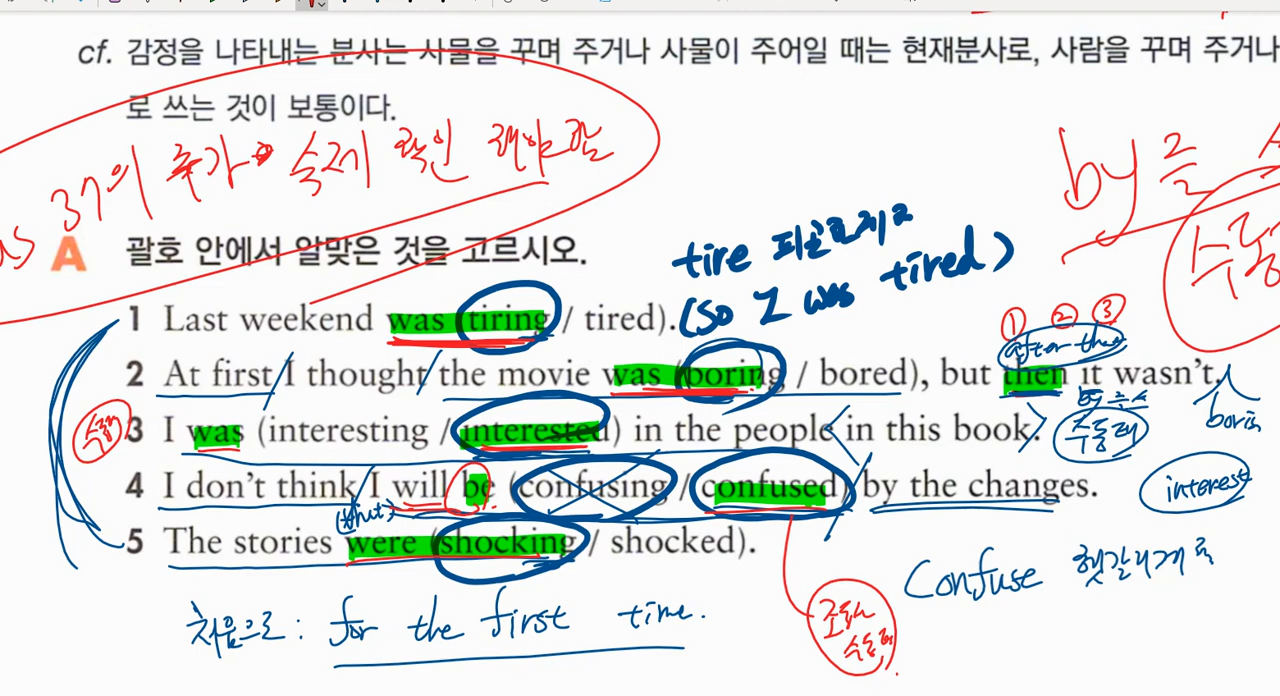 cf. 감정을 나타내는 분사는 사물을 꾸며 주거나 사물이 주어일 때는 현재분사로, 사람을 꾸며 주거나
로 쓰는 것이 보통이다.
37의 추가 숙제 확인 해야 함
by 를
A 괄호 안에서 알맞은 것을 고르시오.
tire 피곤하게
(So I was tired)
1 Last weekend was (tiring / tired).
① ② ③
after that
2 At first I thought the movie was (boring / bored), but then it wasn't.
boring
3 I was (interesting / interested) in the people in this book.
수동태
interest
4 I don't think I will be (confusing / confused) by the changes.
(that)
5 The stories were (shocking / shocked).
Confuse 헷갈리게
처음으로 : for the first time.
조동사
수동태